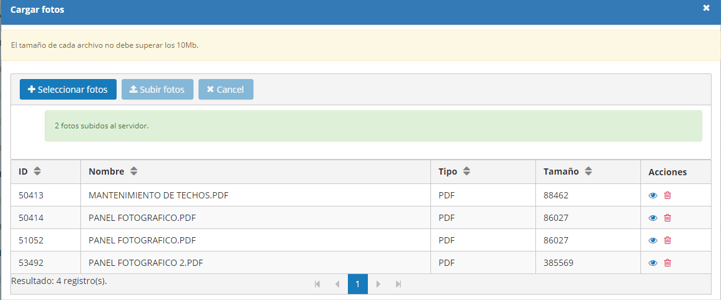 Cargar fotos
El tamaño de cada archivo no debe superar los 10Mb.
Seleccionar fotos Subir fotos Cancel
2 fotos subidos al servidor.
ID Nombre Tipo Tamaño Acciones
50413 MANTENIMIENTO DE TECHOS.PDF PDF 88462
50414 PANEL FOTOGRAFICO.PDF PDF 86027
51052 PANEL FOTOGRAFICO.PDF PDF 86027
53492 PANEL FOTOGRAFICO 2.PDF PDF 385569
Resultado: 4 registro(s). 1